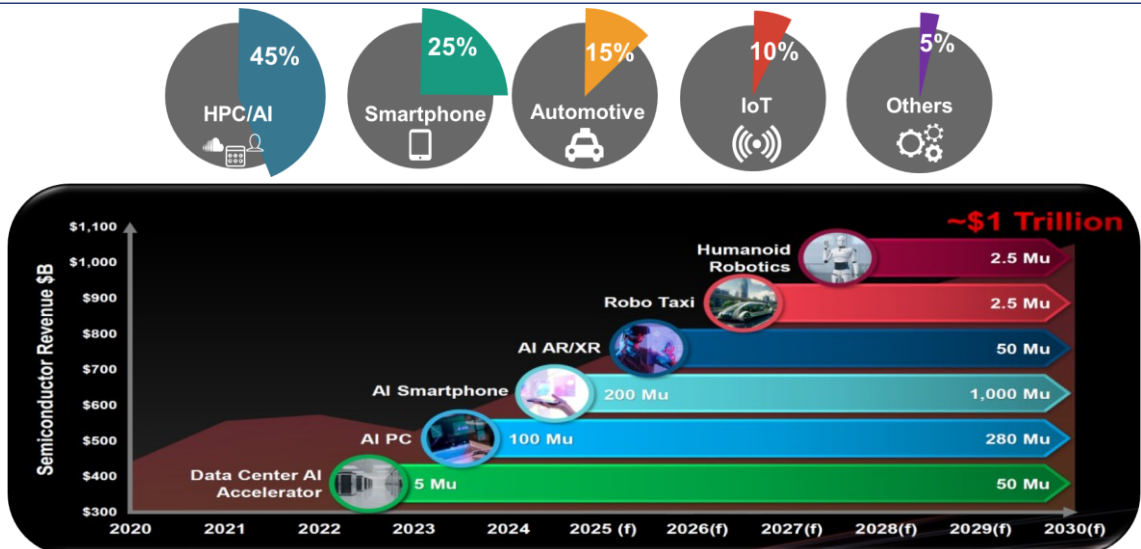 45%
HPC/AI
25%
Smartphone
15%
Automotive
10%
IoT
5%
Others
~$1 Trillion
Semiconductor Revenue $B
$1,100
$1,000
$900
$800
$700
$600
$500
$400
$300
Humanoid
Robotics
2.5 Mu
Robo Taxi
2.5 Mu
AI AR/XR
50 Mu
AI Smartphone
200 Mu
1,000 Mu
AI PC
100 Mu
280 Mu
Data Center AI
Accelerator
5 Mu
50 Mu
2020
2021
2022
2023
2024
2025 (f)
2026(f)
2027(f)
2028(f)
2029(f)
2030(f)